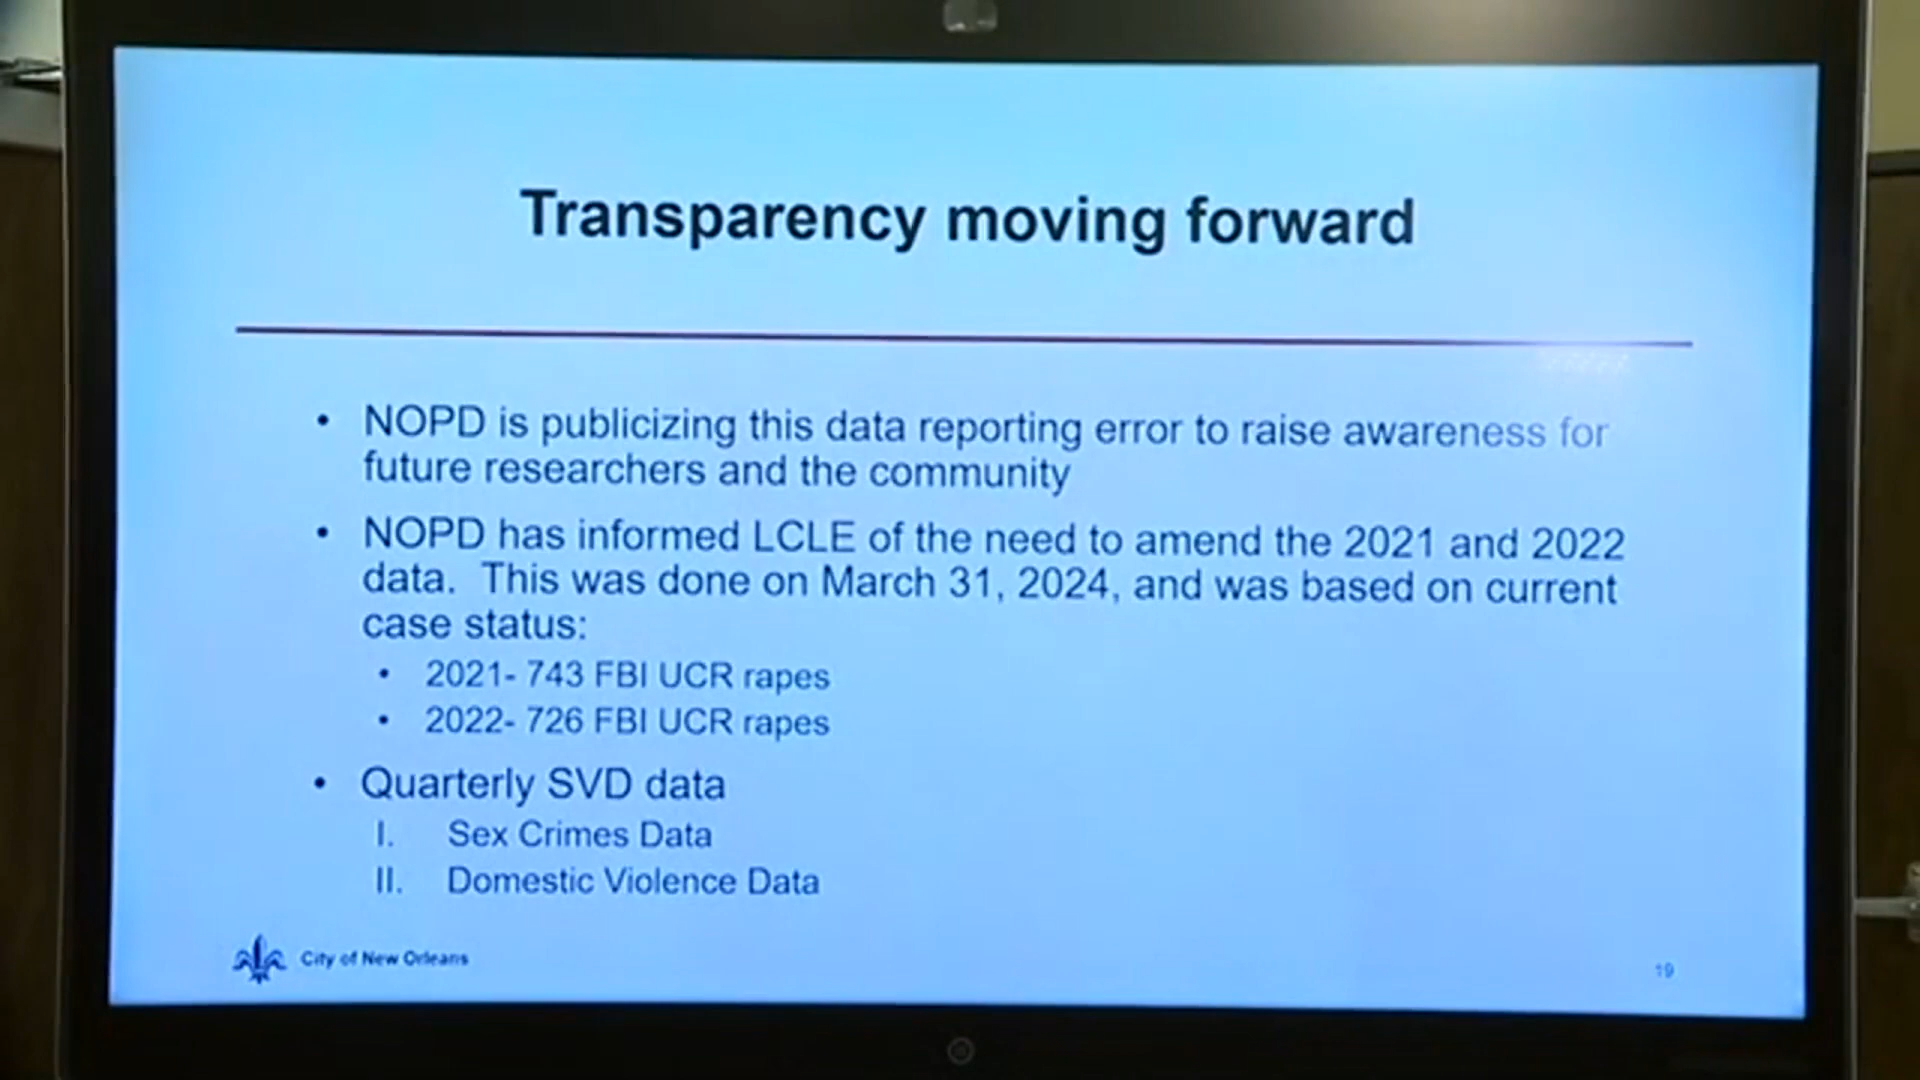 Transparency moving forward
• NOPD is publicizing this data reporting error to raise awareness for
future researchers and the community
• NOPD has informed LCLE of the need to amend the 2021 and 2022
data. This was done on March 31, 2024, and was based on current
case status:
• 2021- 743 FBI UCR rapes
• 2022- 726 FBI UCR rapes
• Quarterly SVD data
I. Sex Crimes Data
II. Domestic Violence Data
City of New Orleans
19